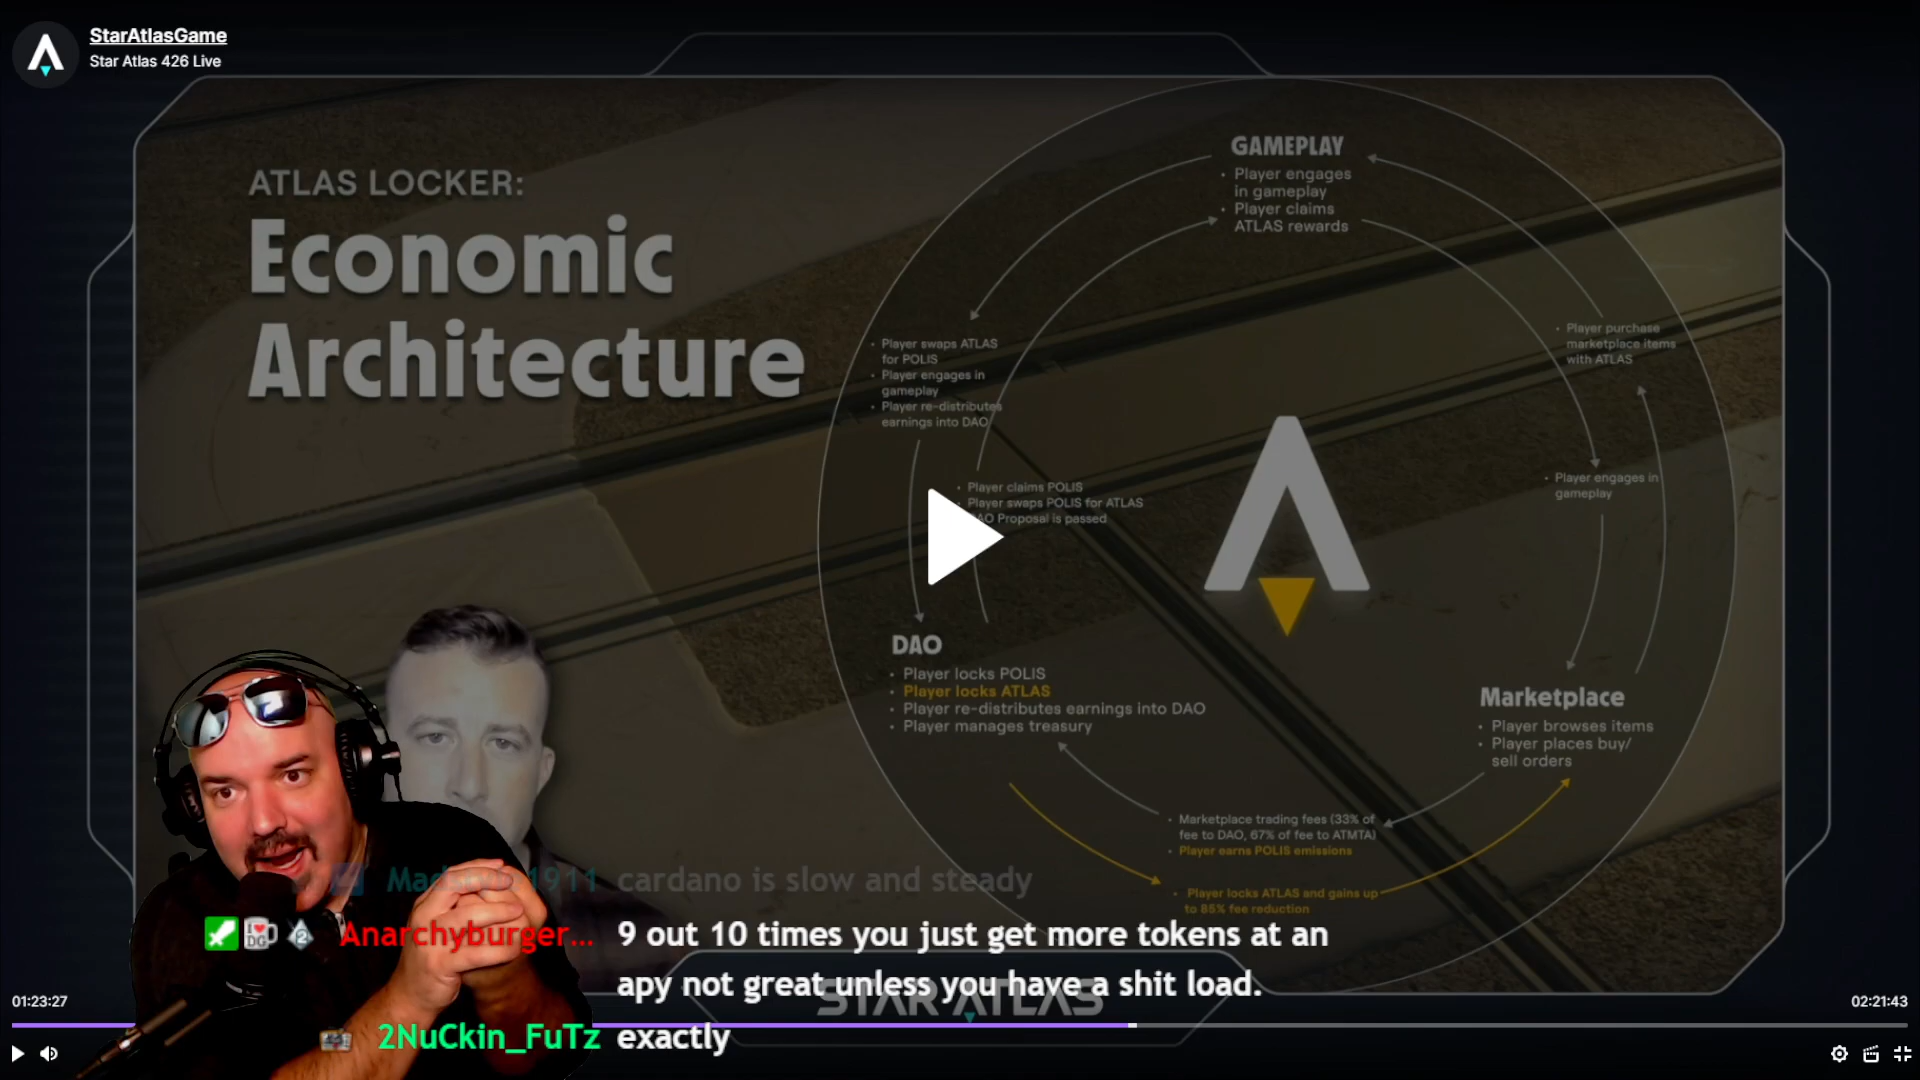 StarAtlasGame
Star Atlas 426 Live
ATLAS LOCKER:
Economic
Architecture
GAMEPLAY
• Player engages
in gameplay
• Player claims
ATLAS rewards
• Player swaps ATLAS
for POLIS
• Player engages in
gameplay
• Player re-distributes
earnings into DAO
• Player purchase
marketplace items
with ATLAS
• Player claims POLIS
Player swaps POLIS for ATLAS
Proposal is passed
• Player engages in
gameplay
DAO
• Player locks POLIS
• Player locks ATLAS
• Player re-distributes earnings into DAO
• Player manages treasury
Marketplace
• Player browses items
• Player places buy/
sell orders
• Marketplace trading fees (33% of
fee to DAO, 67% of fee to ATMTA)
• Player earns POLIS emissions
• Player locks ATLAS and gains up
to 85% fee reduction
cardano is slow and steady
I ❤ DG
2
Anarchyburger... 9 out 10 times you just get more tokens at an
apy not great unless you have a shit load.
STAR ATLAS
2NuCkin_FuTz exactly
01:23:27
02:21:43